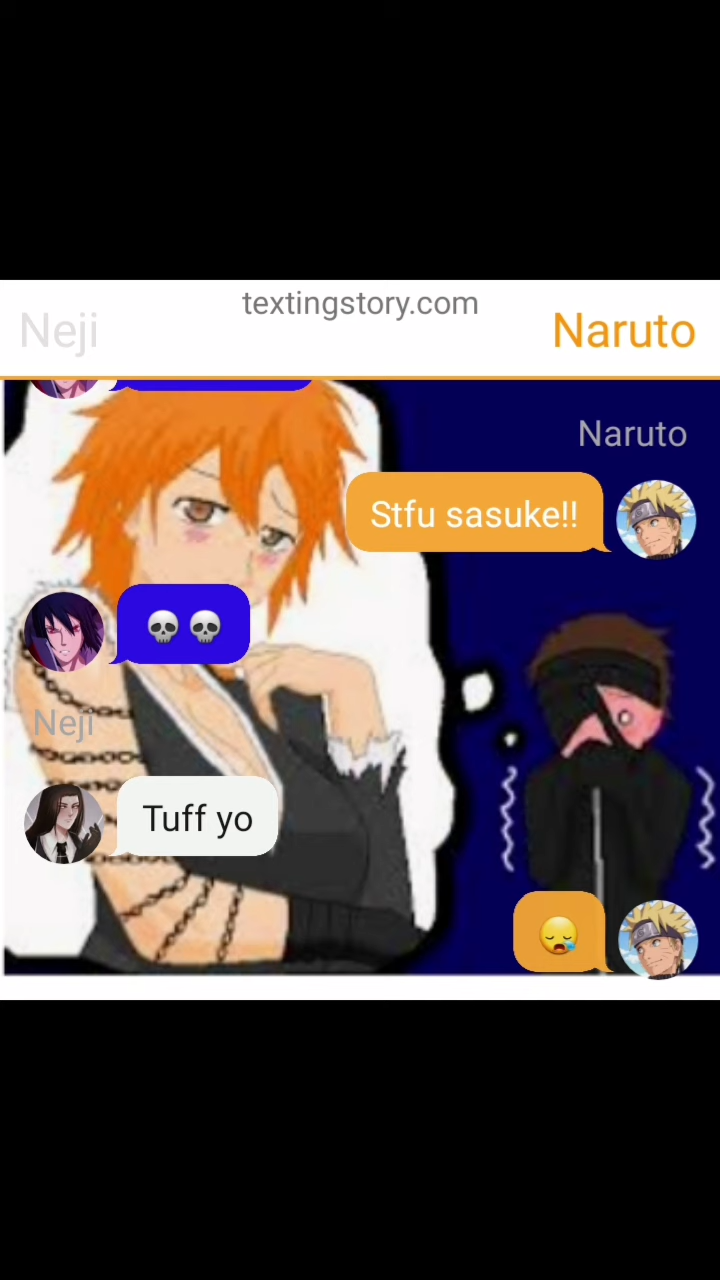 textingstory.com
Neji
Naruto
Naruto
Stfu sasuke!!
💀💀
Neji
Tuff yo
😪